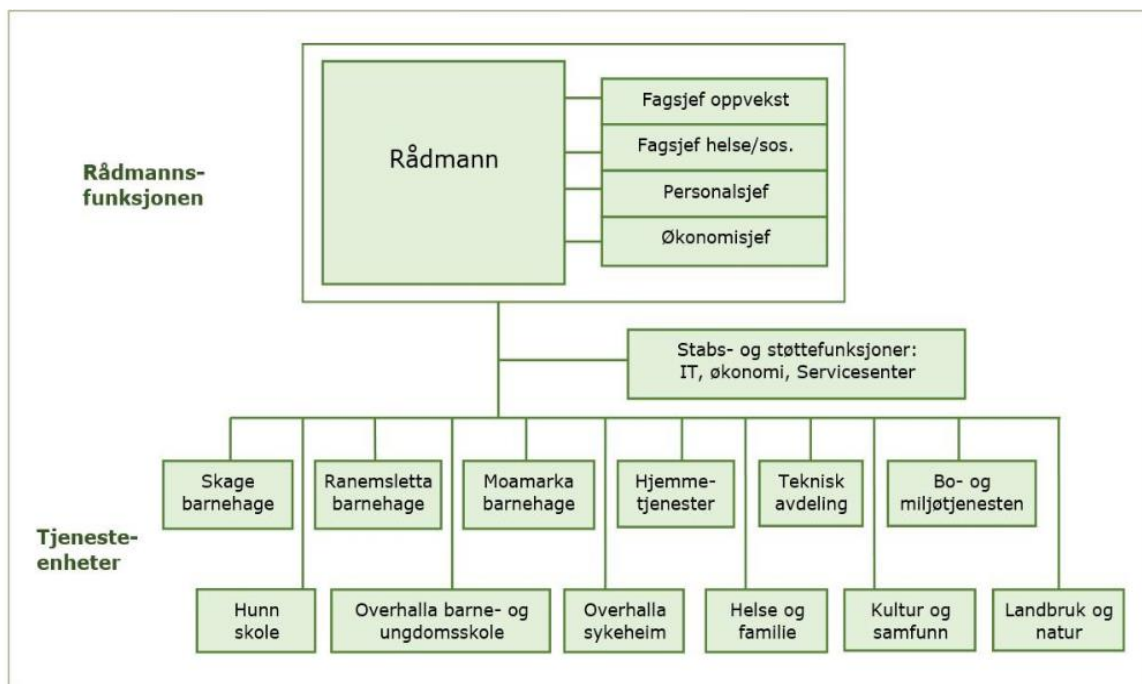 Rådmanns-
funksjonen
Rådmann
Fagsjef oppvekst
Fagsjef helse/sos.
Personalsjef
Økonomisjef
Stabs- og støttefunksjoner:
IT, økonomi, Servicesenter
Tjeneste-
enheter
Skage
barnehage
Ranemsletta
barnehage
Moamarka
barnehage
Hjemme-
tjenester
Teknisk
avdeling
Bo- og
miljøtjenesten
Hunn
skole
Overhalla barne- og
ungdomsskole
Overhalla
sykeheim
Helse og
familie
Kultur og
samfunn
Landbruk og
natur